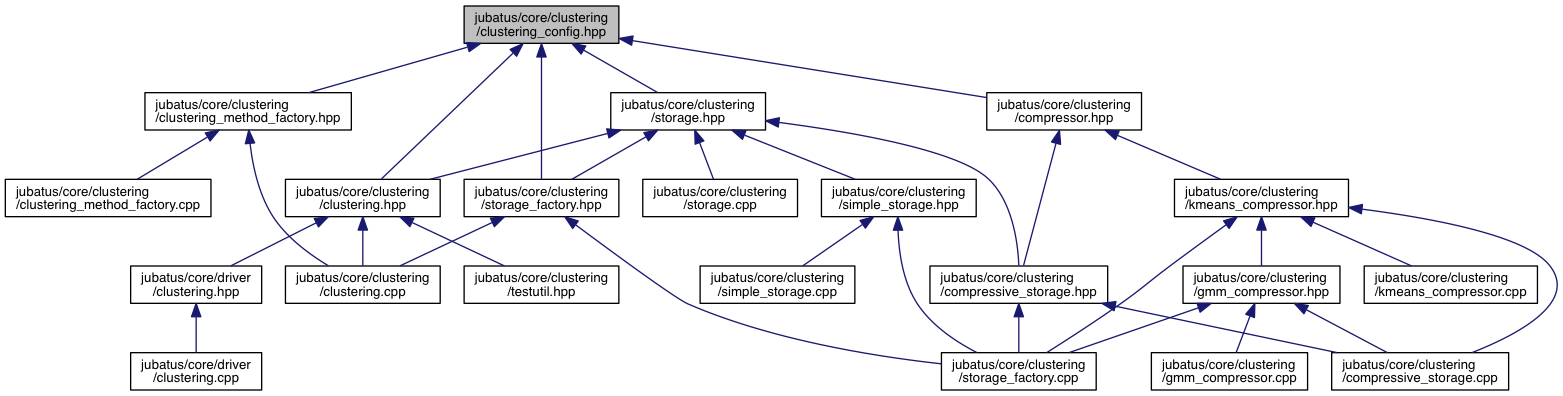 jubatus/core/clustering
/clustering_config.hpp
jubatus/core/clustering
/clustering_method_factory.hpp
jubatus/core/clustering
/storage.hpp
jubatus/core/clustering
/compressor.hpp
jubatus/core/clustering
/clustering_method_factory.cpp
jubatus/core/clustering
/clustering.hpp
jubatus/core/clustering
/storage_factory.hpp
jubatus/core/clustering
/storage.cpp
jubatus/core/clustering
/simple_storage.hpp
jubatus/core/clustering
/kmeans_compressor.hpp
jubatus/core/driver
/clustering.hpp
jubatus/core/clustering
/clustering.cpp
jubatus/core/clustering
/testutil.hpp
jubatus/core/clustering
/simple_storage.cpp
jubatus/core/clustering
/compressive_storage.hpp
jubatus/core/clustering
/gmm_compressor.hpp
jubatus/core/clustering
/kmeans_compressor.cpp
jubatus/core/driver
/clustering.cpp
jubatus/core/clustering
/storage_factory.cpp
jubatus/core/clustering
/gmm_compressor.cpp
jubatus/core/clustering
/compressive_storage.cpp